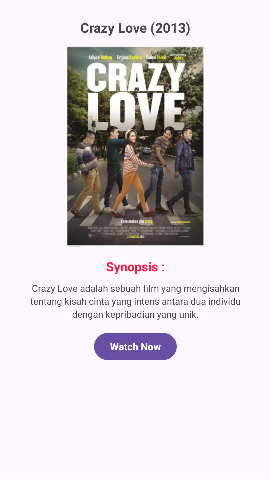 Crazy Love (2013)
CRAZY
LOVE
Synopsis :
Crazy Love adalah sebuah film yang mengisahkan
tentang kisah cinta yang intens antara dua individu
dengan kepribadian yang unik.
Watch Now